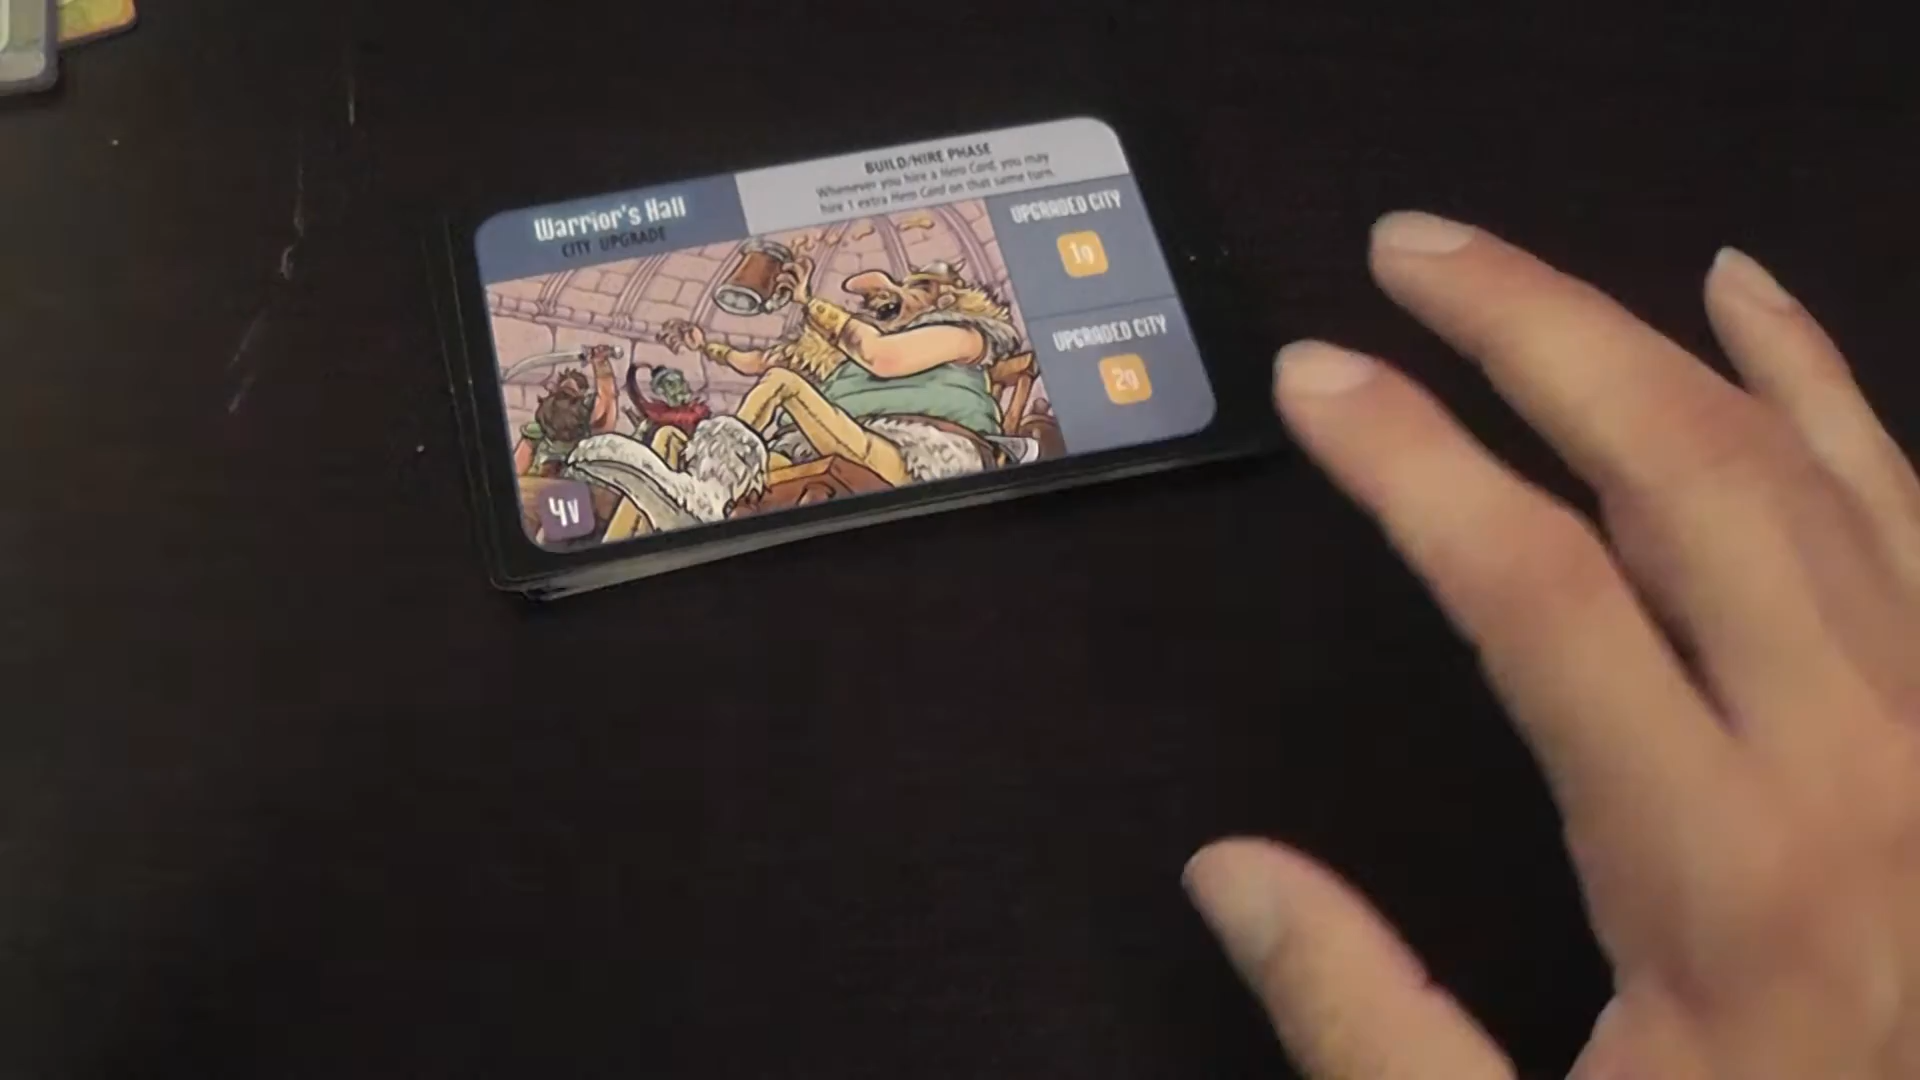 Warrior's Hall
CITY UPGRADE
BUILD/HIRE PHASE
Whenever you hire a Hero Card, you may
hire 1 extra Hero Card on that same turn.
UPGRADED CITY
1g
UPGRADED CITY
2g
4v